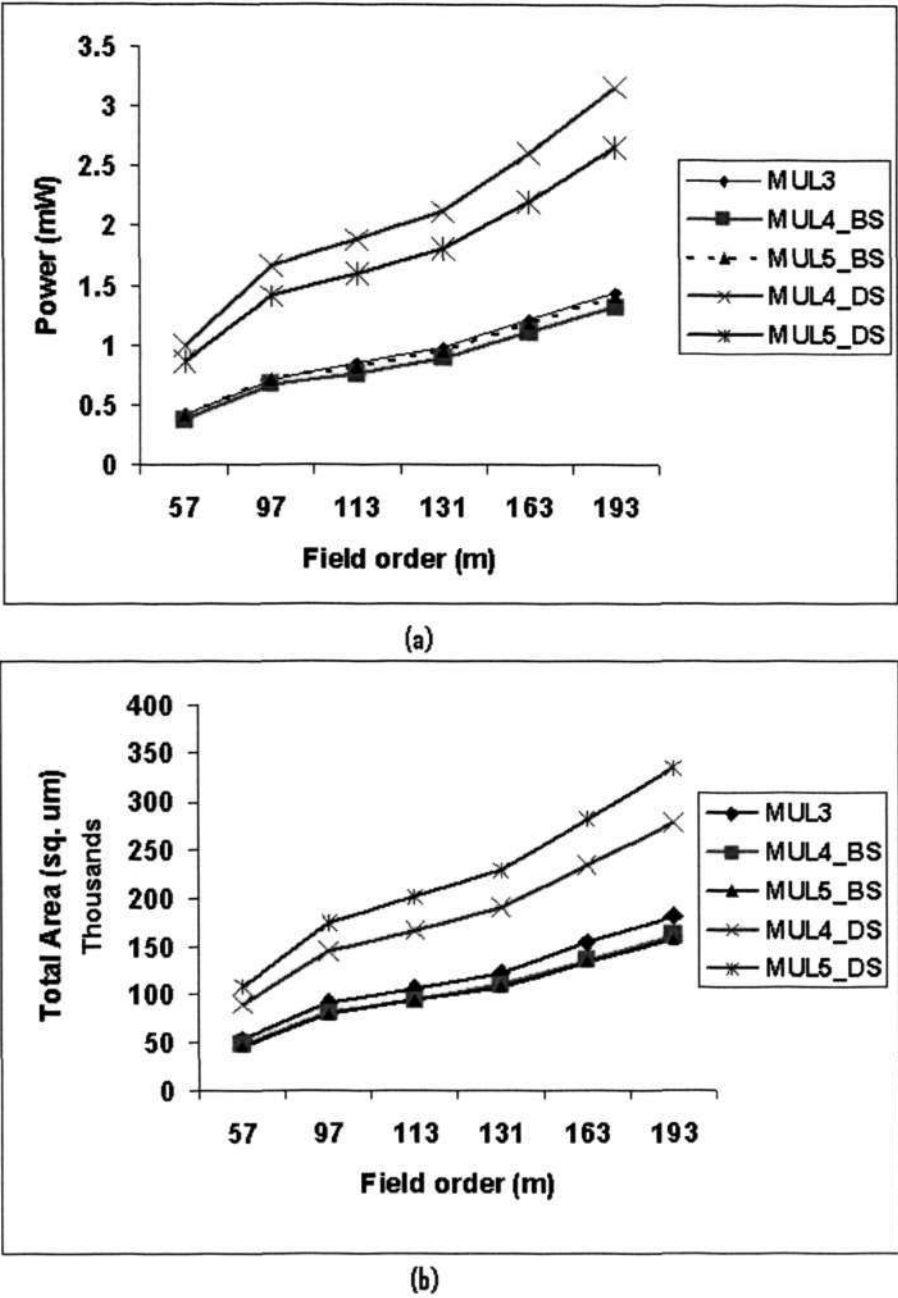 3.5
3
2.5
2
1.5
1
0.5
0
Power (mW)
57 97 113 131 163 193
Field order (m)
MUL3
MUL4_BS
MUL5_BS
MUL4_DS
MUL5_DS
(a)
400
350
300
250
200
150
100
50
0
Total Area (sq. um)
Thousands
57 97 113 131 163 193
Field order (m)
MUL3
MUL4_BS
MUL5_BS
MUL4_DS
MUL5_DS
(b)